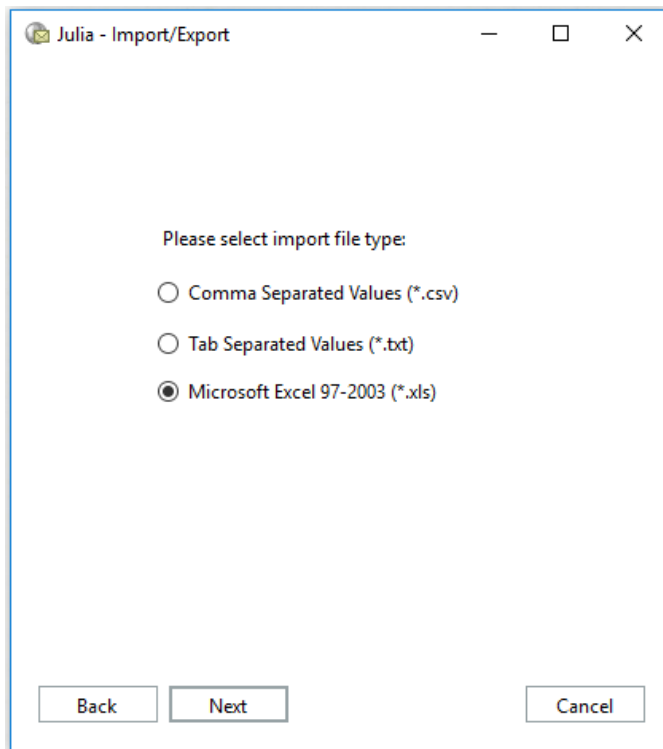 Julia - Import/Export
Please select import file type:
Comma Separated Values (*.csv)
Tab Separated Values (*.txt)
Microsoft Excel 97-2003 (*.xls)
Back Next Cancel